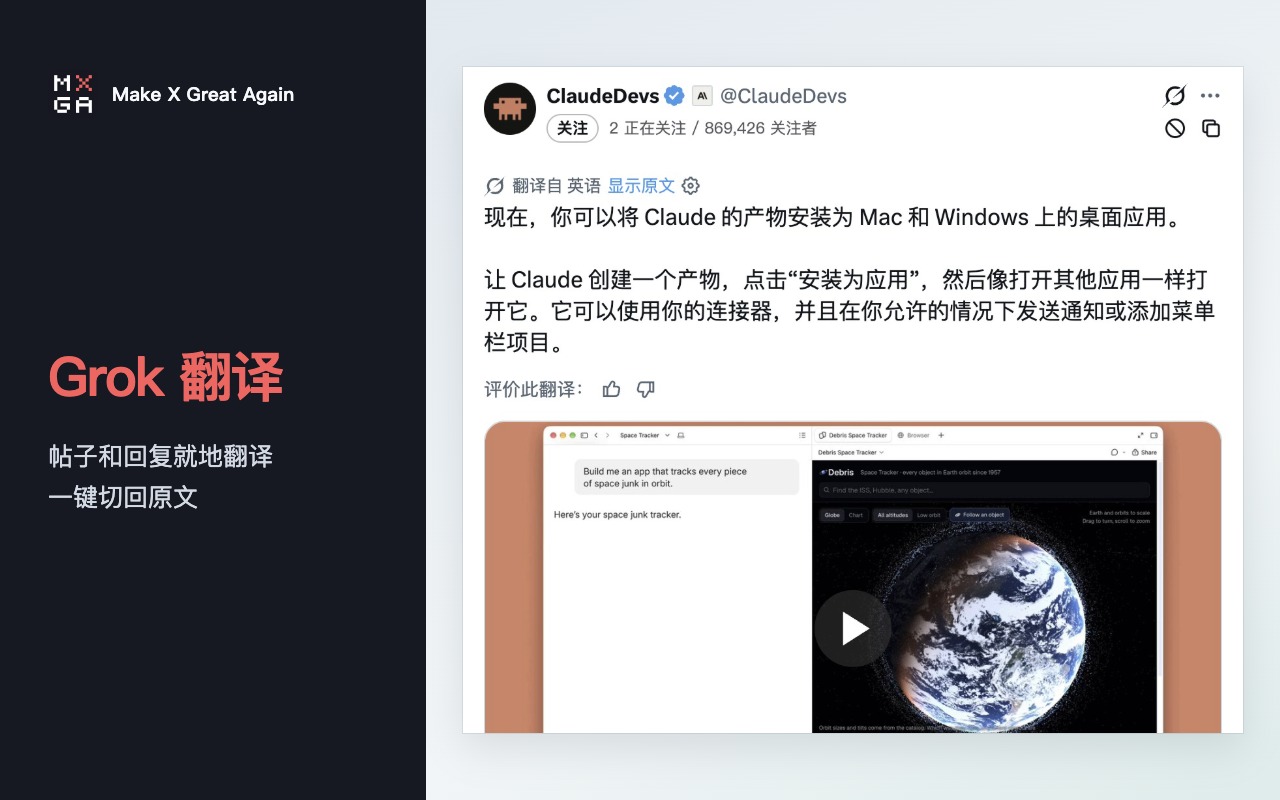 MXGA
Make X Great Again
Grok 翻译
帖子和回复就地翻译
一键切回原文
ClaudeDevs @ClaudeDevs
关注 2 正在关注 / 869,426 关注者
翻译自 英语 显示原文
现在，你可以将 Claude 的产物安装为 Mac 和 Windows 上的桌面应用。
让 Claude 创建一个产物，点击“安装为应用”，然后像打开其他应用一样打
开它。它可以使用你的连接器，并且在你允许的情况下发送通知或添加菜单
栏项目。
评价此翻译：
Space Tracker
Build me an app that tracks every piece
of space junk in orbit.
Here's your space junk tracker.
Debris Space Tracker Browser
Debris Space Tracker Share
Debris Space Tracker · every object in Earth orbit since 1957
Find the ISS, Hubble, any object...
Globe Chart All altitudes Low orbit Follow an object
Earth and orbits to scale
Drag to turn, scroll to zoom
Orbit sizes and tilts come from the catalog.